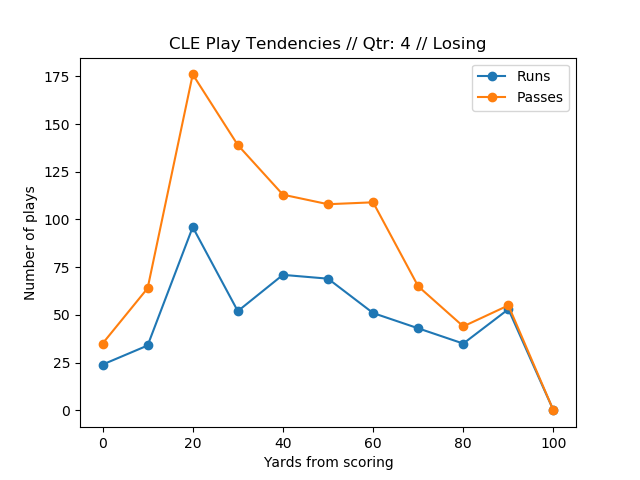 CLE Play Tendencies // Qtr: 4 // Losing
Runs
Passes
175
150
125
100
75
50
25
0
Number of plays
0 20 40 60 80 100
Yards from scoring